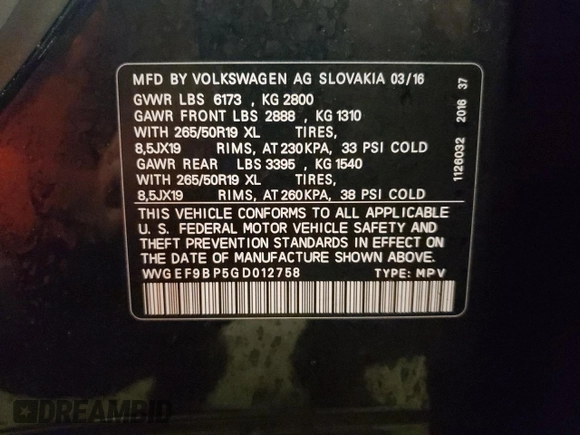 MFD BY VOLKSWAGEN AG SLOVAKIA 03/16
GVWR LBS 6173 , KG 2800
GAWR FRONT LBS 2888 , KG 1310
WITH 265/50R19 XL TIRES,
8,5JX19 RIMS, AT 230KPA, 33 PSI COLD
GAWR REAR LBS 3395 , KG 1540
WITH 265/50R19 XL TIRES,
8,5JX19 RIMS, AT 260KPA, 38 PSI COLD
THIS VEHICLE CONFORMS TO ALL APPLICABLE
U. S. FEDERAL MOTOR VEHICLE SAFETY AND
THEFT PREVENTION STANDARDS IN EFFECT ON
THE DATE OF MANUFACTURE SHOWN ABOVE.
WVGEF9BP5GD012758 TYPE: MPV
1126032 2016 37
DREAMBID